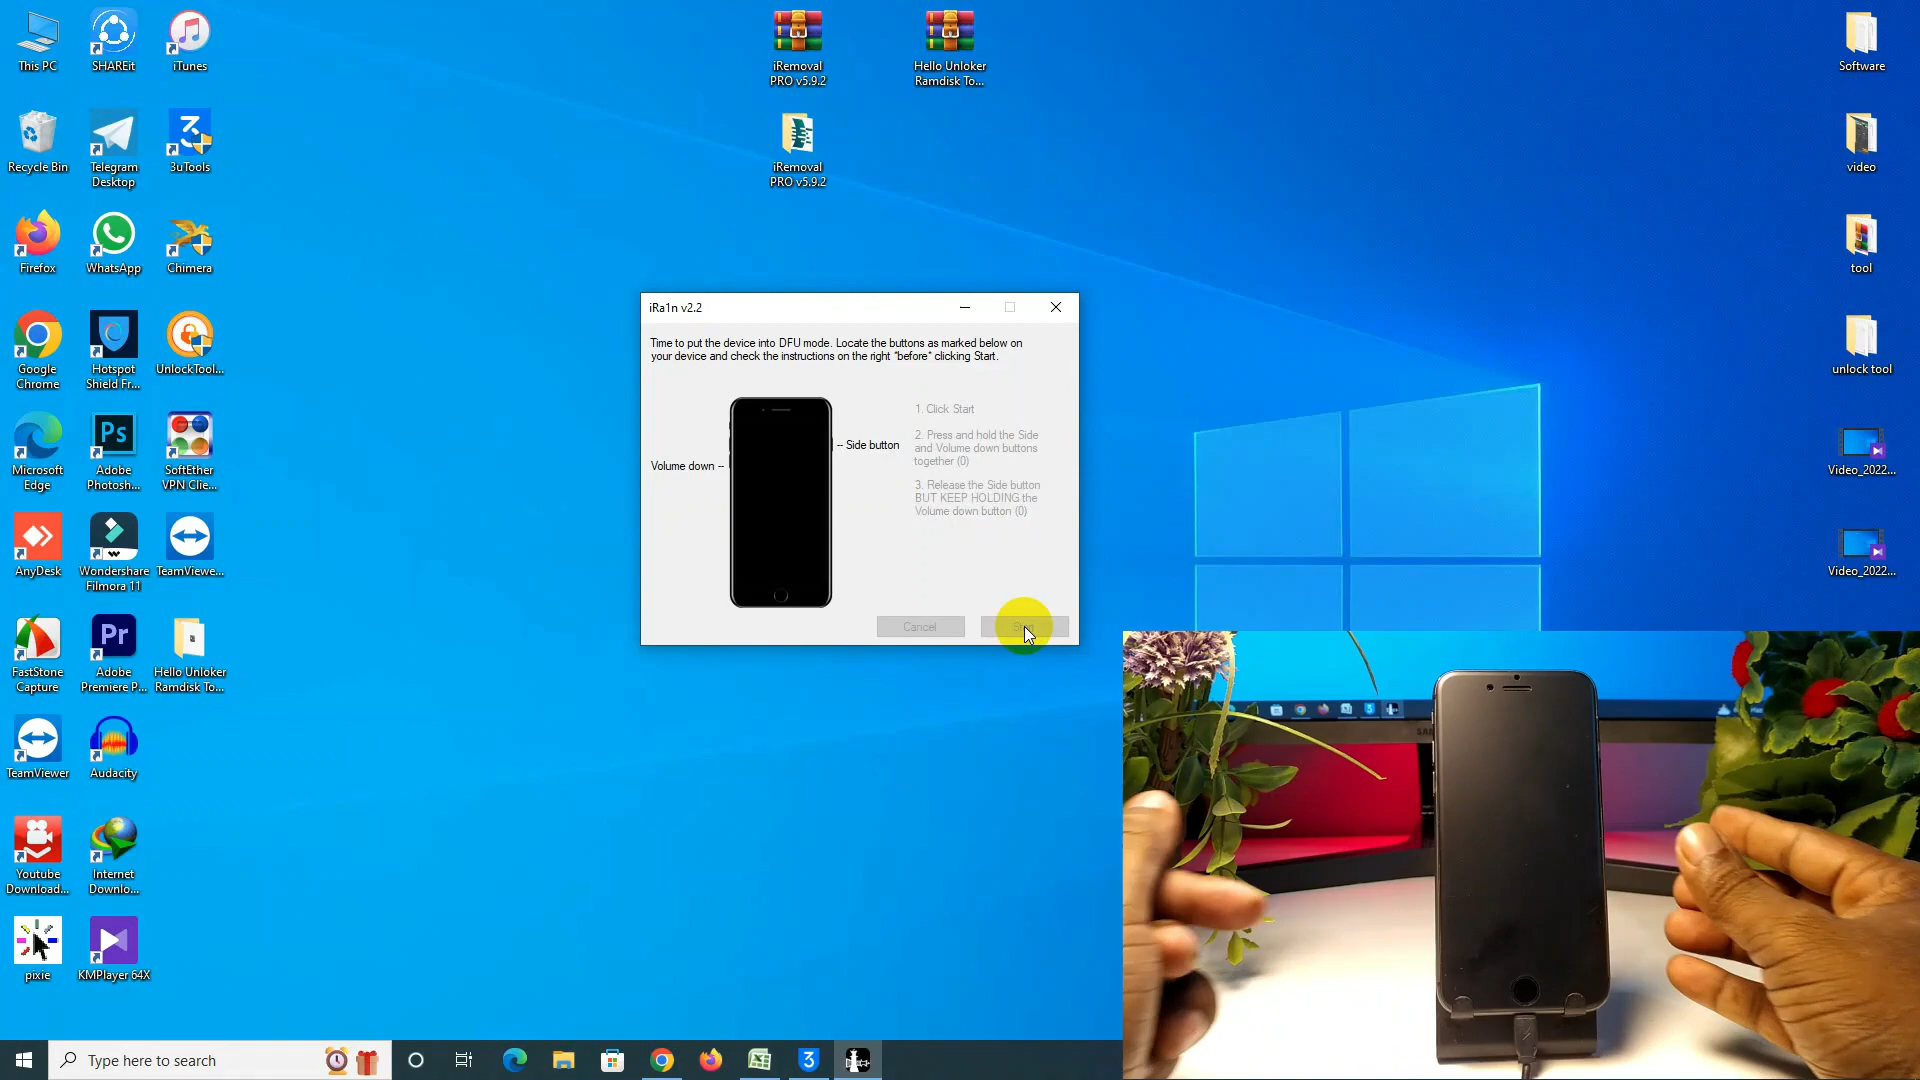 This PC
SHAREit
iTunes
iRemoval
PRO v5.9.2
Hello Unloker
Ramdisk To...
Software
Recycle Bin
Telegram
Desktop
3uTools
iRemoval
PRO v5.9.2
video
Firefox
WhatsApp
Chimera
tool
Google
Chrome
Hotspot
Shield Fr...
UnlockTool...
unlock tool
iRa1n v2.2
Time to put the device into DFU mode. Locate the buttons as marked below on
your device and check the instructions on the right "before" clicking Start.
Volume down --
-- Side button
1. Click Start
2. Press and hold the Side
and Volume down buttons
together (0)
3. Release the Side button
BUT KEEP HOLDING the
Volume down button (0)
Cancel
Microsoft
Edge
Ps
Adobe
Photosh...
SoftEther
VPN Clie...
Video_2022...
AnyDesk
Wondershare
Filmora 11
TeamViewe...
Video_2022...
FastStone
Capture
Pr
Adobe
Premiere P...
Hello Unloker
Ramdisk To...
TeamViewer
Audacity
Youtube
Download...
Internet
Downlo...
pixie
KMPlayer 64X
Type here to search